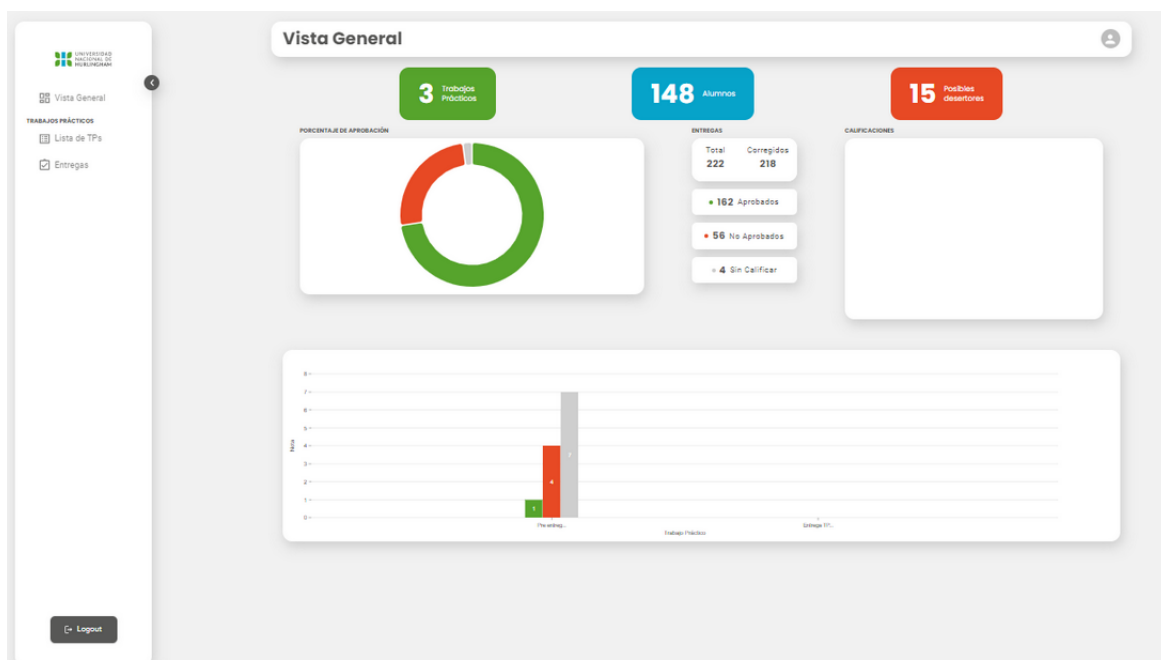 UNIVERSIDAD
NACIONAL DE
HURLINGHAM
Vista General
TRABAJOS PRÁCTICOS
Lista de TPs
Entregas
Logout
Vista General
3 Trabajos
Prácticos
148 Alumnos
15 Posibles
desertores
PORCENTAJE DE APROBACIÓN
ENTREGAS
Total Corregidos
222 218
162 Aprobados
56 No Aprobados
4 Sin Calificar
CALIFICACIONES
8
7
6
5
4
3
2
1
0
Nota
1
4
7
Pre entreg...
Entrega TP...
Trabajo Práctico